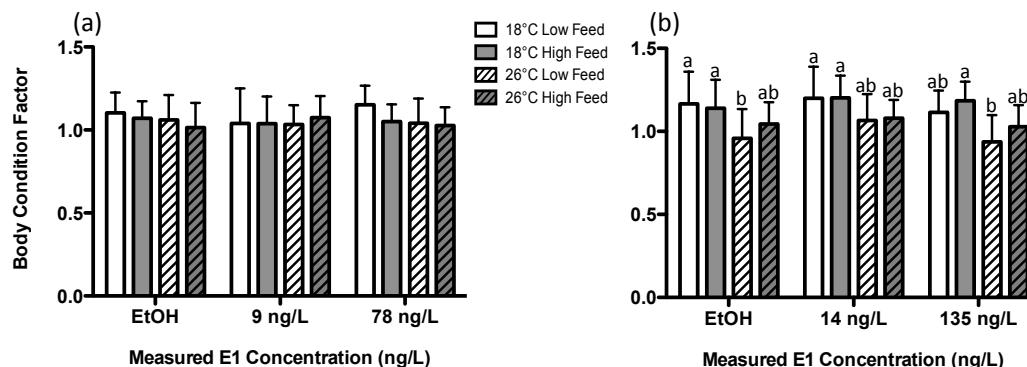 (a)
1.5
1.0
0.5
0.0
Body Condition Factor
EtOH 9 ng/L 78 ng/L
Measured E1 Concentration (ng/L)
18°C Low Feed
18°C High Feed
26°C Low Feed
26°C High Feed
(b)
1.5
1.0
0.5
0.0
a a b ab a a ab ab ab a b ab
EtOH 14 ng/L 135 ng/L
Measured E1 Concentration (ng/L)